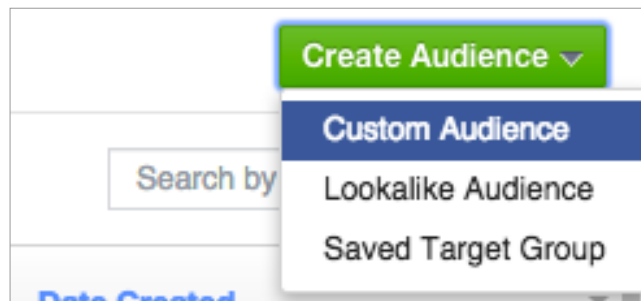 Create Audience
Custom Audience
Search by
Lookalike Audience
Saved Target Group
Date Created